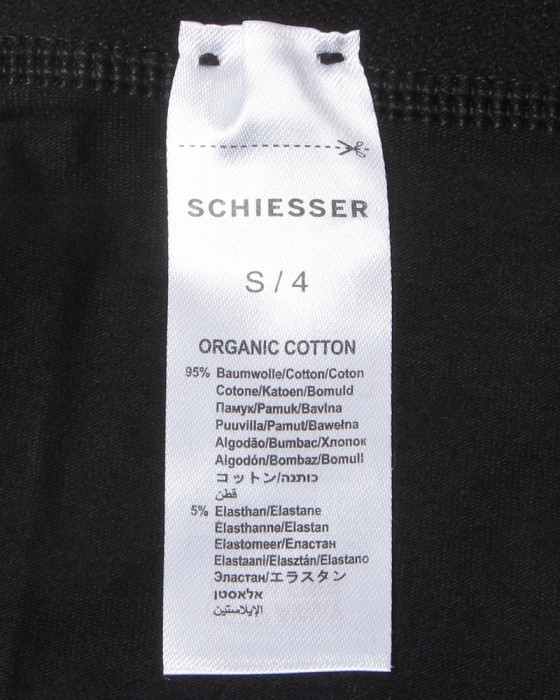 SCHIESSER
S / 4
ORGANIC COTTON
95% Baumwolle/Cotton/Coton
Cotone/Katoen/Bomuld
Памук/Pamuk/Bavlna
Puuvilla/Pamut/Bawełna
Algodão/Bumbac/Хлопок
Algodón/Bombaz/Bomull
コットン/כותנה
قطن
5% Elasthan/Elastane
Élasthanne/Elastan
Elastomeer/Еластан
Elastaani/Elasztán/Elastano
Эластан/エラスタン
אלאסטן
الإيلاستين